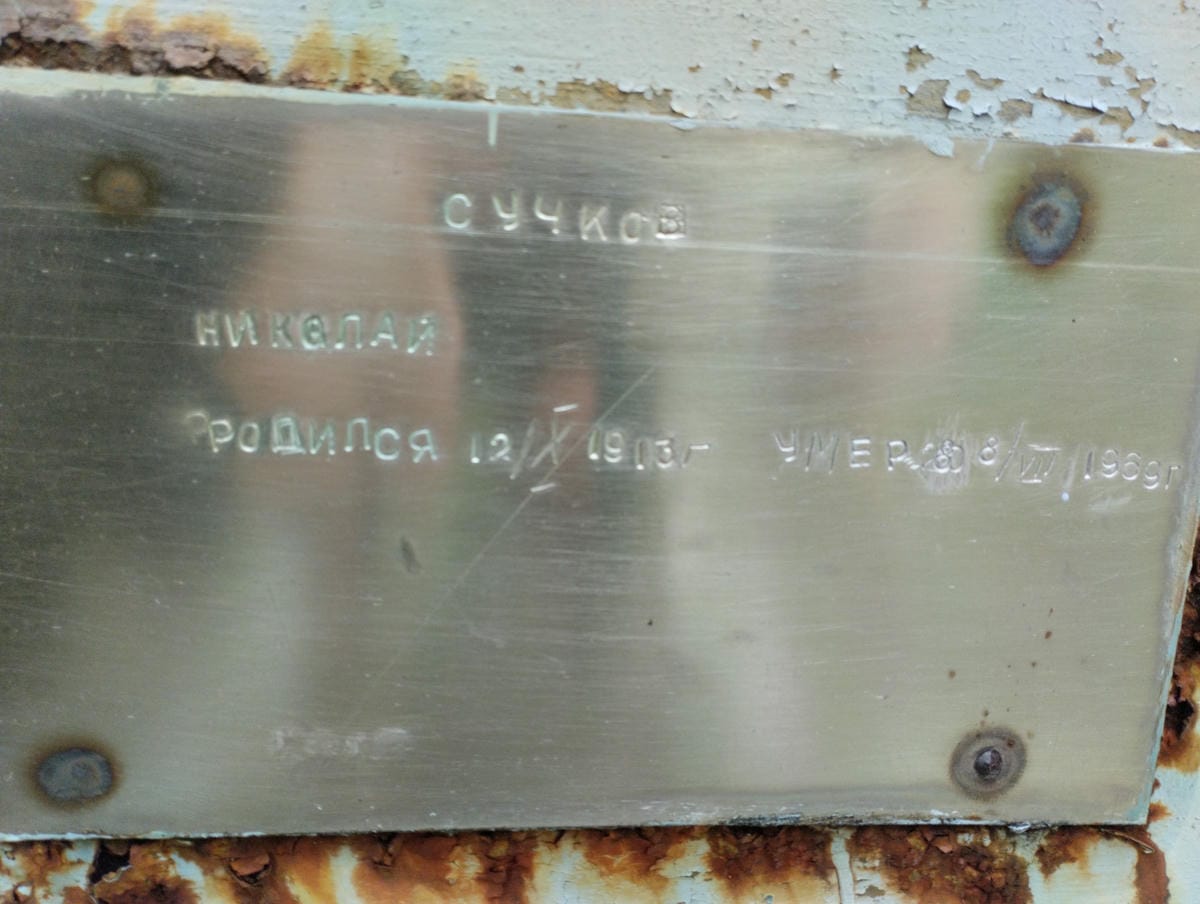 СУЧКОВ
НИКОЛАЙ
РОДИЛСЯ 12/X 1913г УМЕР 8/VII/1969г